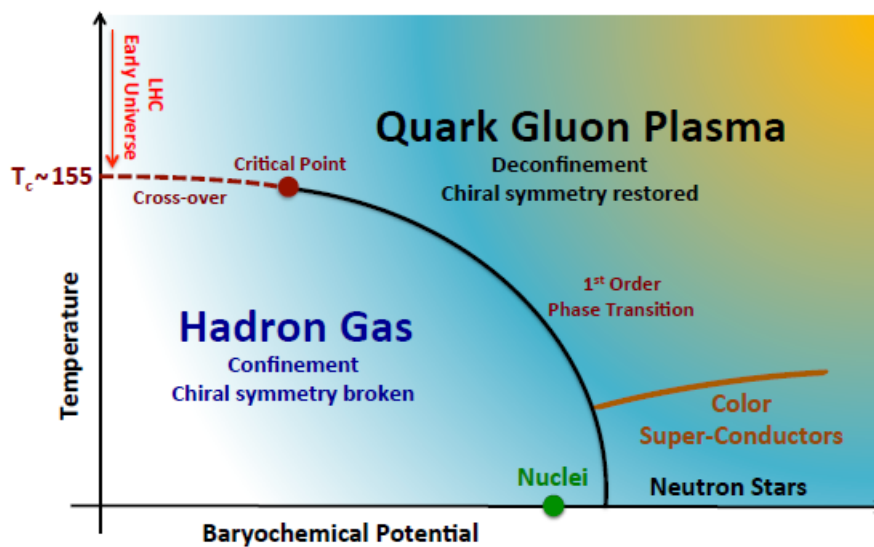 LHC
Early Universe
Quark Gluon Plasma
Deconfinement
Chiral symmetry restored
Critical Point
T_c ~ 155
Cross-over
1st Order
Phase Transition
Hadron Gas
Confinement
Chiral symmetry broken
Temperature
Color
Super-Conductors
Nuclei
Neutron Stars
Baryochemical Potential